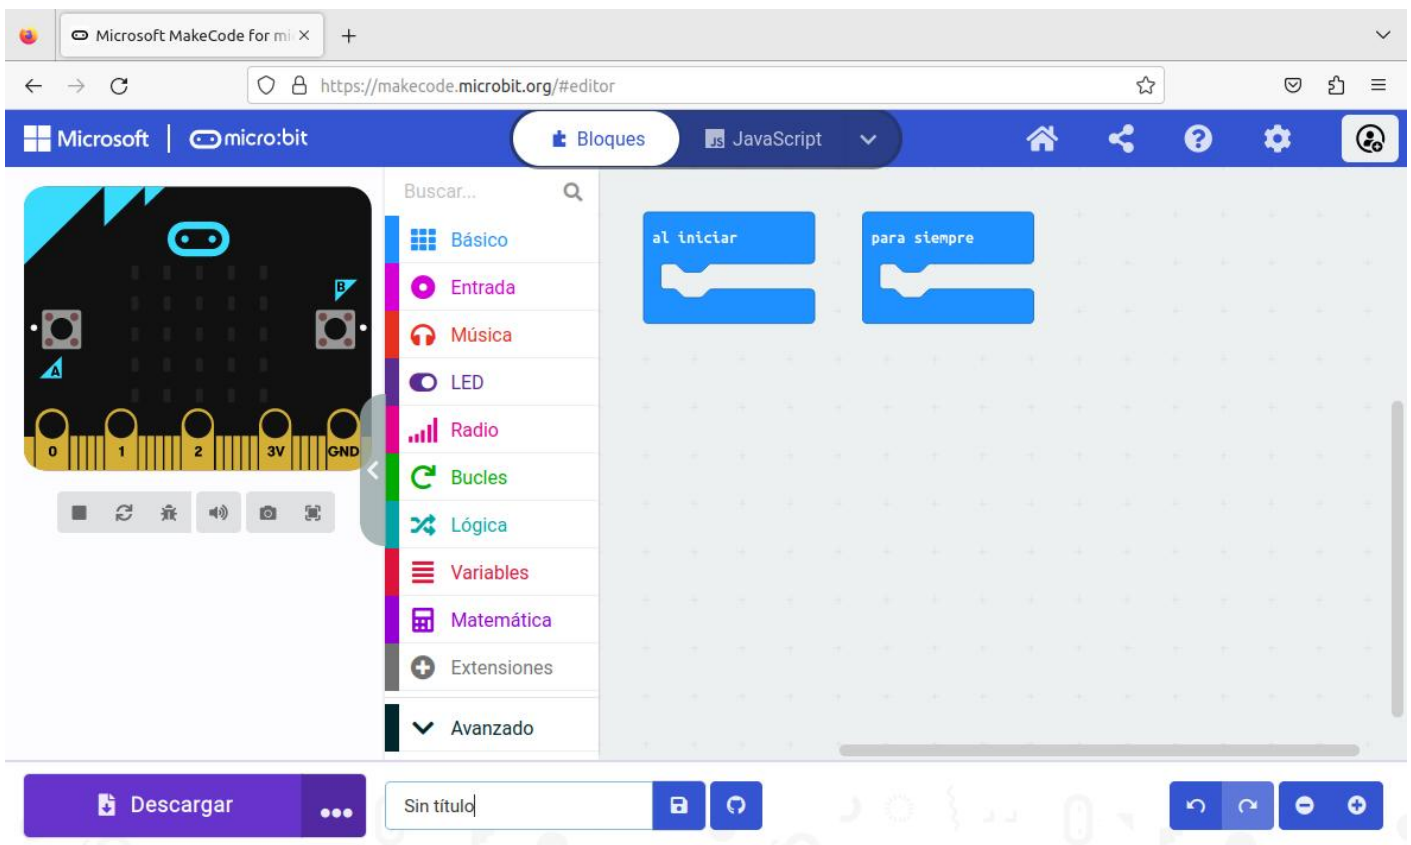 Microsoft MakeCode for mi
https://makecode.microbit.org/#editor
Microsoft micro:bit Bloques JS JavaScript
Buscar...
Básico
Entrada
Música
LED
Radio
Bucles
Lógica
Variables
Matemática
Extensiones
Avanzado
al iniciar
para siempre
B
A
0 1 2 3V GND
Descargar
Sin título